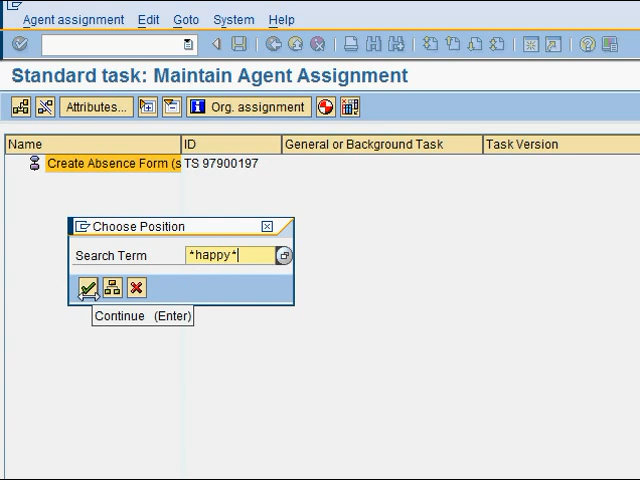 Agent assignment Edit Goto System Help
Standard task: Maintain Agent Assignment
Attributes... Org. assignment
Name ID General or Background Task Task Version
Create Absence Form (s TS 97900197
Choose Position
Search Term *happy*
Continue (Enter)